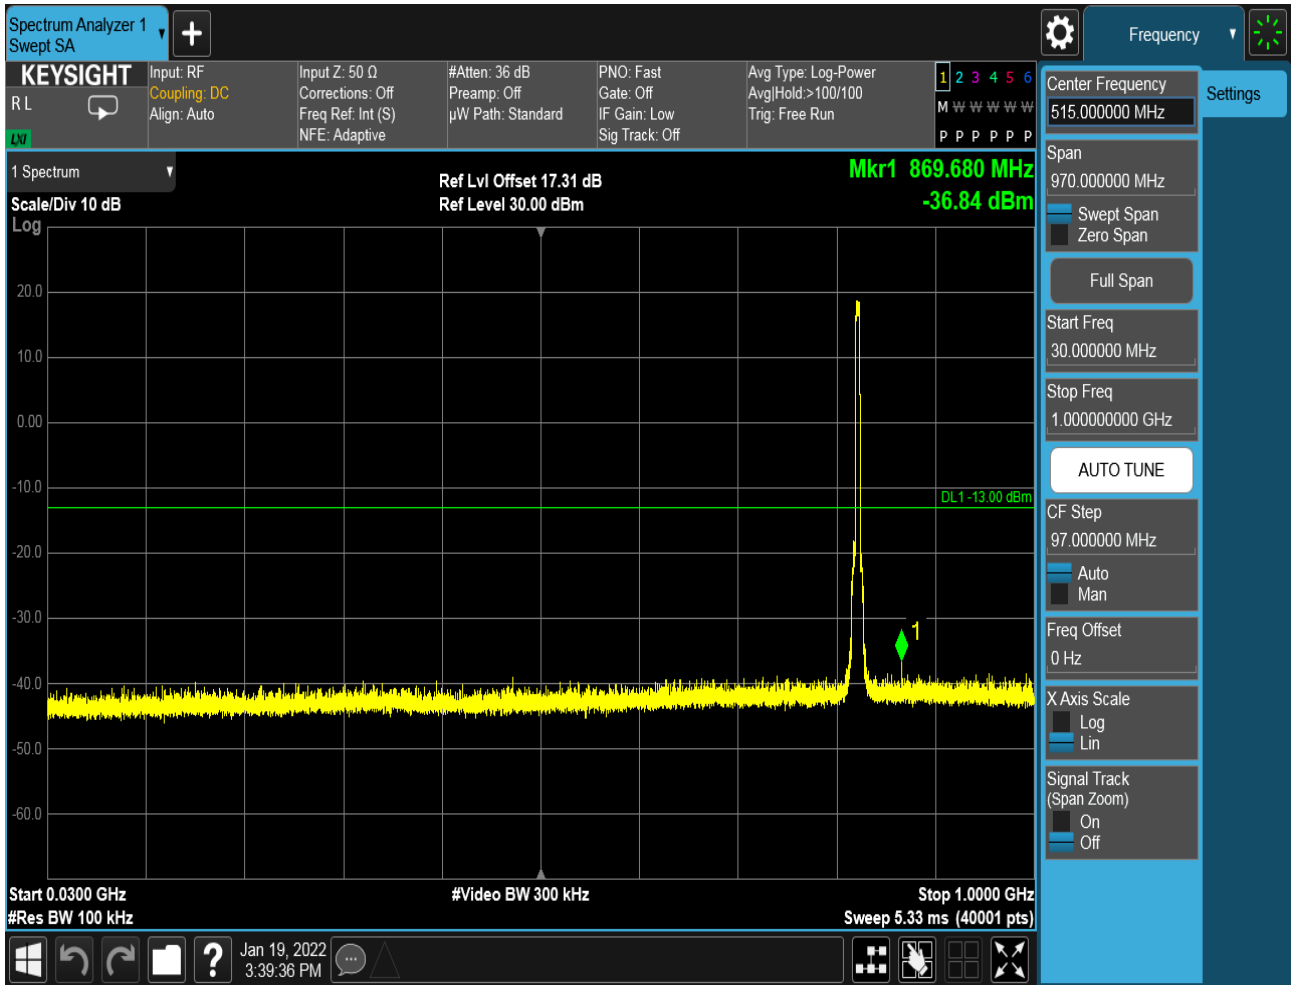 Spectrum Analyzer 1
Swept SA
Frequency
KEYSIGHT
R L
LXI
Input: RF
Coupling: DC
Align: Auto
Input Z: 50 Ω
Corrections: Off
Freq Ref: Int (S)
NFE: Adaptive
#Atten: 36 dB
Preamp: Off
µW Path: Standard
PNO: Fast
Gate: Off
IF Gain: Low
Sig Track: Off
Avg Type: Log-Power
Avg|Hold:>100/100
Trig: Free Run
1 2 3 4 5 6
M W W W W W
P P P P P P
1 Spectrum
Scale/Div 10 dB
Log
Ref Lvl Offset 17.31 dB
Ref Level 30.00 dBm
Mkr1 869.680 MHz
-36.84 dBm
20.0
10.0
0.00
-10.0
-20.0
-30.0
-40.0
-50.0
-60.0
DL1 -13.00 dBm
1
Start 0.0300 GHz
#Res BW 100 kHz
#Video BW 300 kHz
Stop 1.0000 GHz
Sweep 5.33 ms (40001 pts)
Center Frequency
515.000000 MHz
Settings
Span
970.000000 MHz
Swept Span
Zero Span
Full Span
Start Freq
30.000000 MHz
Stop Freq
1.000000000 GHz
AUTO TUNE
CF Step
97.000000 MHz
Auto
Man
Freq Offset
0 Hz
X Axis Scale
Log
Lin
Signal Track
(Span Zoom)
On
Off
?
Jan 19, 2022
3:39:36 PM